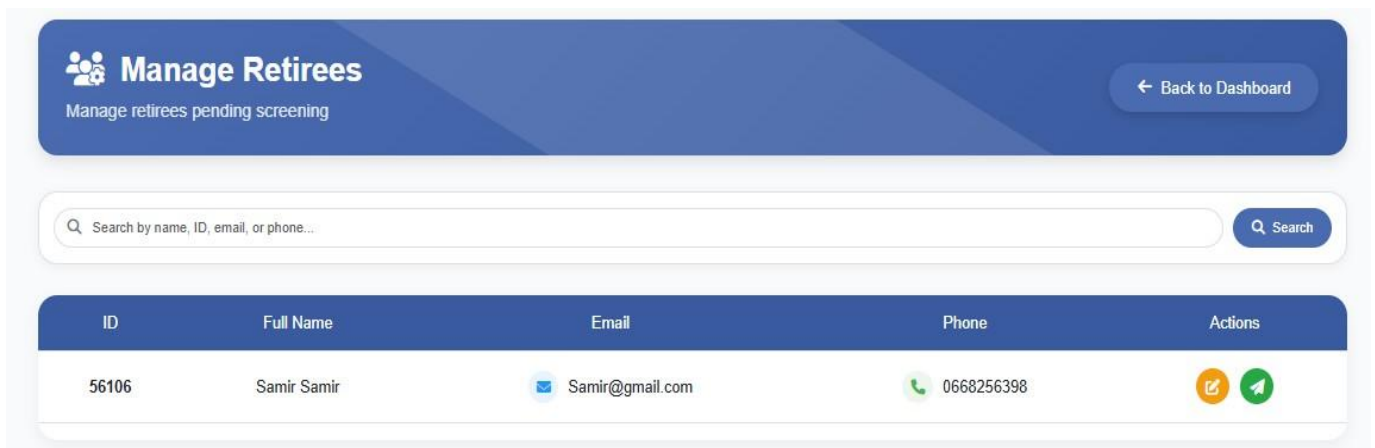 Manage Retirees
Manage retirees pending screening
← Back to Dashboard
Search by name, ID, email, or phone...
Search
ID Full Name Email Phone Actions
56106 Samir Samir Samir@gmail.com 0668256398